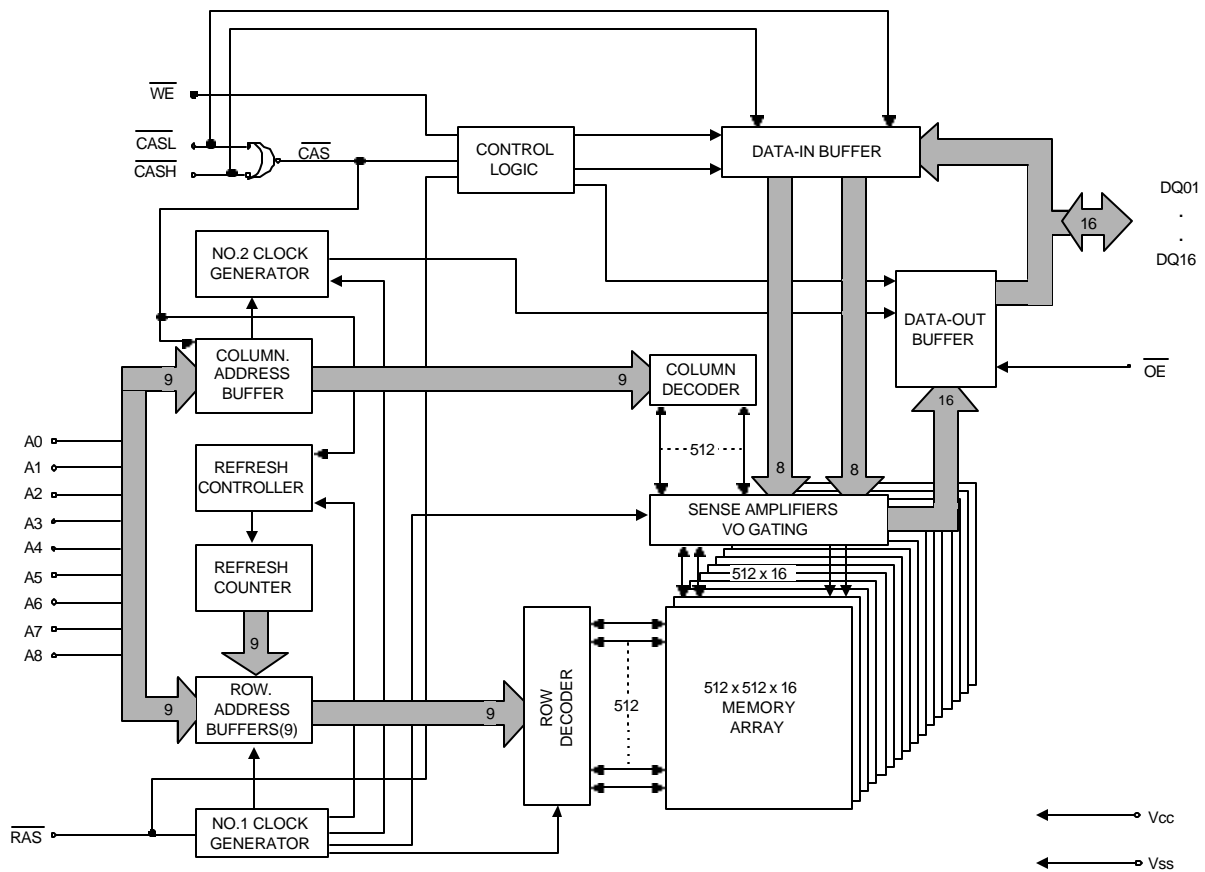 WE
CASL
CASH
CAS
CONTROL
LOGIC
DATA-IN BUFFER
DQ01
.
.
DQ16
16
NO.2 CLOCK
GENERATOR
DATA-OUT
BUFFER
OE
COLUMN.
ADDRESS
BUFFER
9
9
COLUMN
DECODER
16
A0
A1
A2
A3
A4
A5
A6
A7
A8
REFRESH
CONTROLLER
512
8
8
SENSE AMPLIFIERS
VO GATING
REFRESH
COUNTER
512 x 16
9
ROW.
ADDRESS
BUFFERS(9)
9
9
ROW
DECODER
512
512 x 512 x 16
MEMORY
ARRAY
RAS
NO.1 CLOCK
GENERATOR
Vcc
Vss